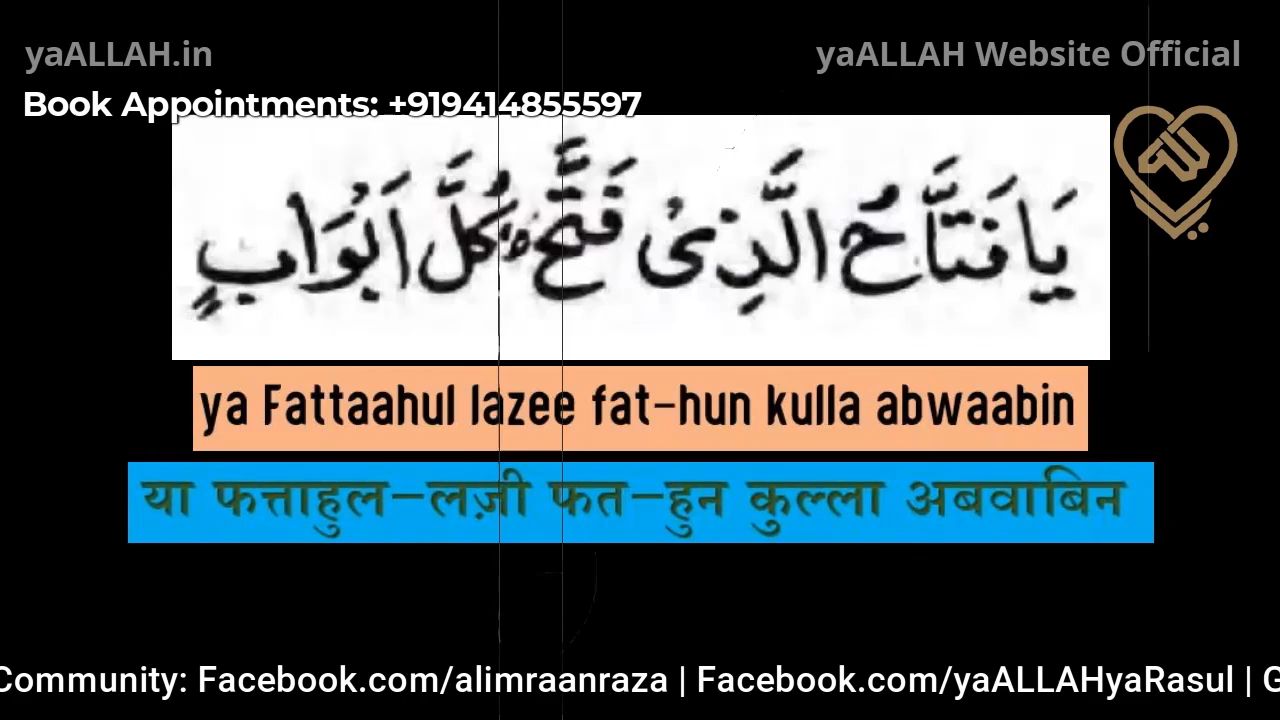 yaALLAH.in
yaALLAH Website Official
Book Appointments: +919414855597
يَا فَتَّاحُ الَّذِىْ فَتْحٌ كُلَّ اَبْوَابٍ
ya Fattaahul lazee fat-hun kulla abwaabin
या फत्ताहुल–लज़ी फत–हुन कुल्ला अबवाबिन
Community: Facebook.com/alimraanraza | Facebook.com/yaALLAHyaRasul | G